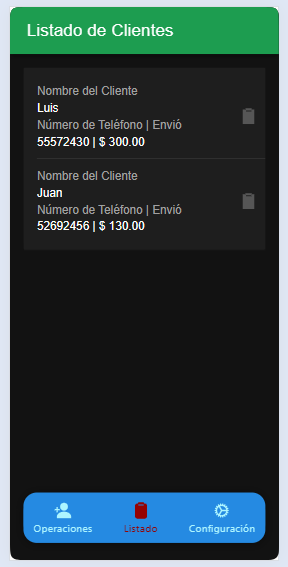 Listado de Clientes
Nombre del Cliente
Luis
Número de Teléfono | Envió
55572430 | $ 300.00
Nombre del Cliente
Juan
Número de Teléfono | Envió
52692456 | $ 130.00
Operaciones
Listado
Configuración